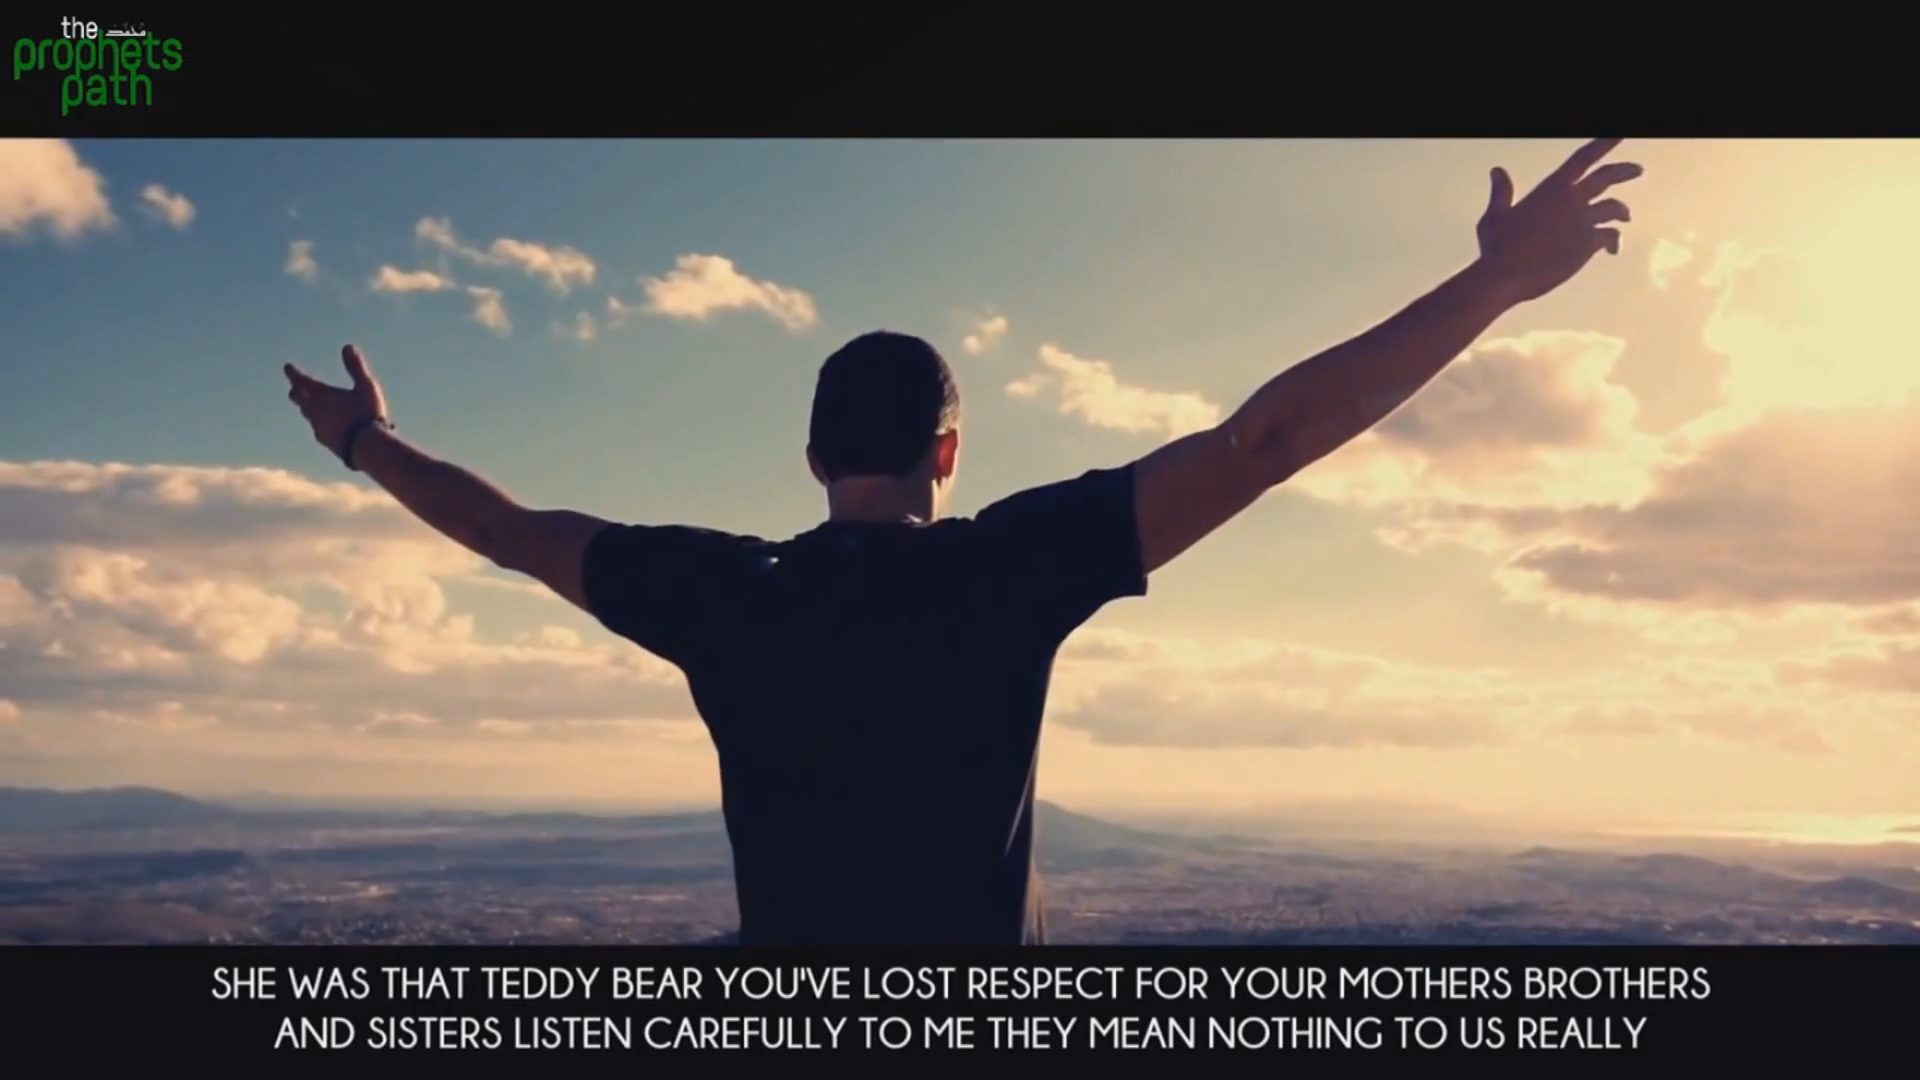 the محمد
prophets
path
SHE WAS THAT TEDDY BEAR YOU'VE LOST RESPECT FOR YOUR MOTHERS BROTHERS
AND SISTERS LISTEN CAREFULLY TO ME THEY MEAN NOTHING TO US REALLY